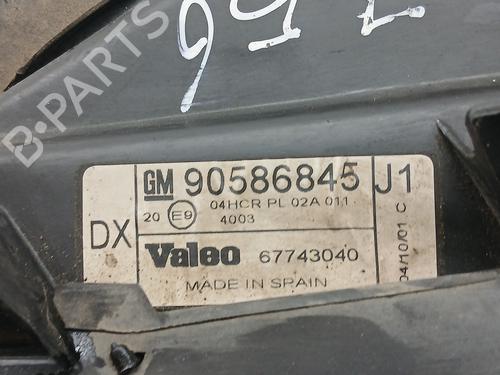 B-PARTS
GM 90586845 J1
04HCR PL 02A 011
20 E9 4003
DX
Valeo 67743040
MADE IN SPAIN
04/10/01 C